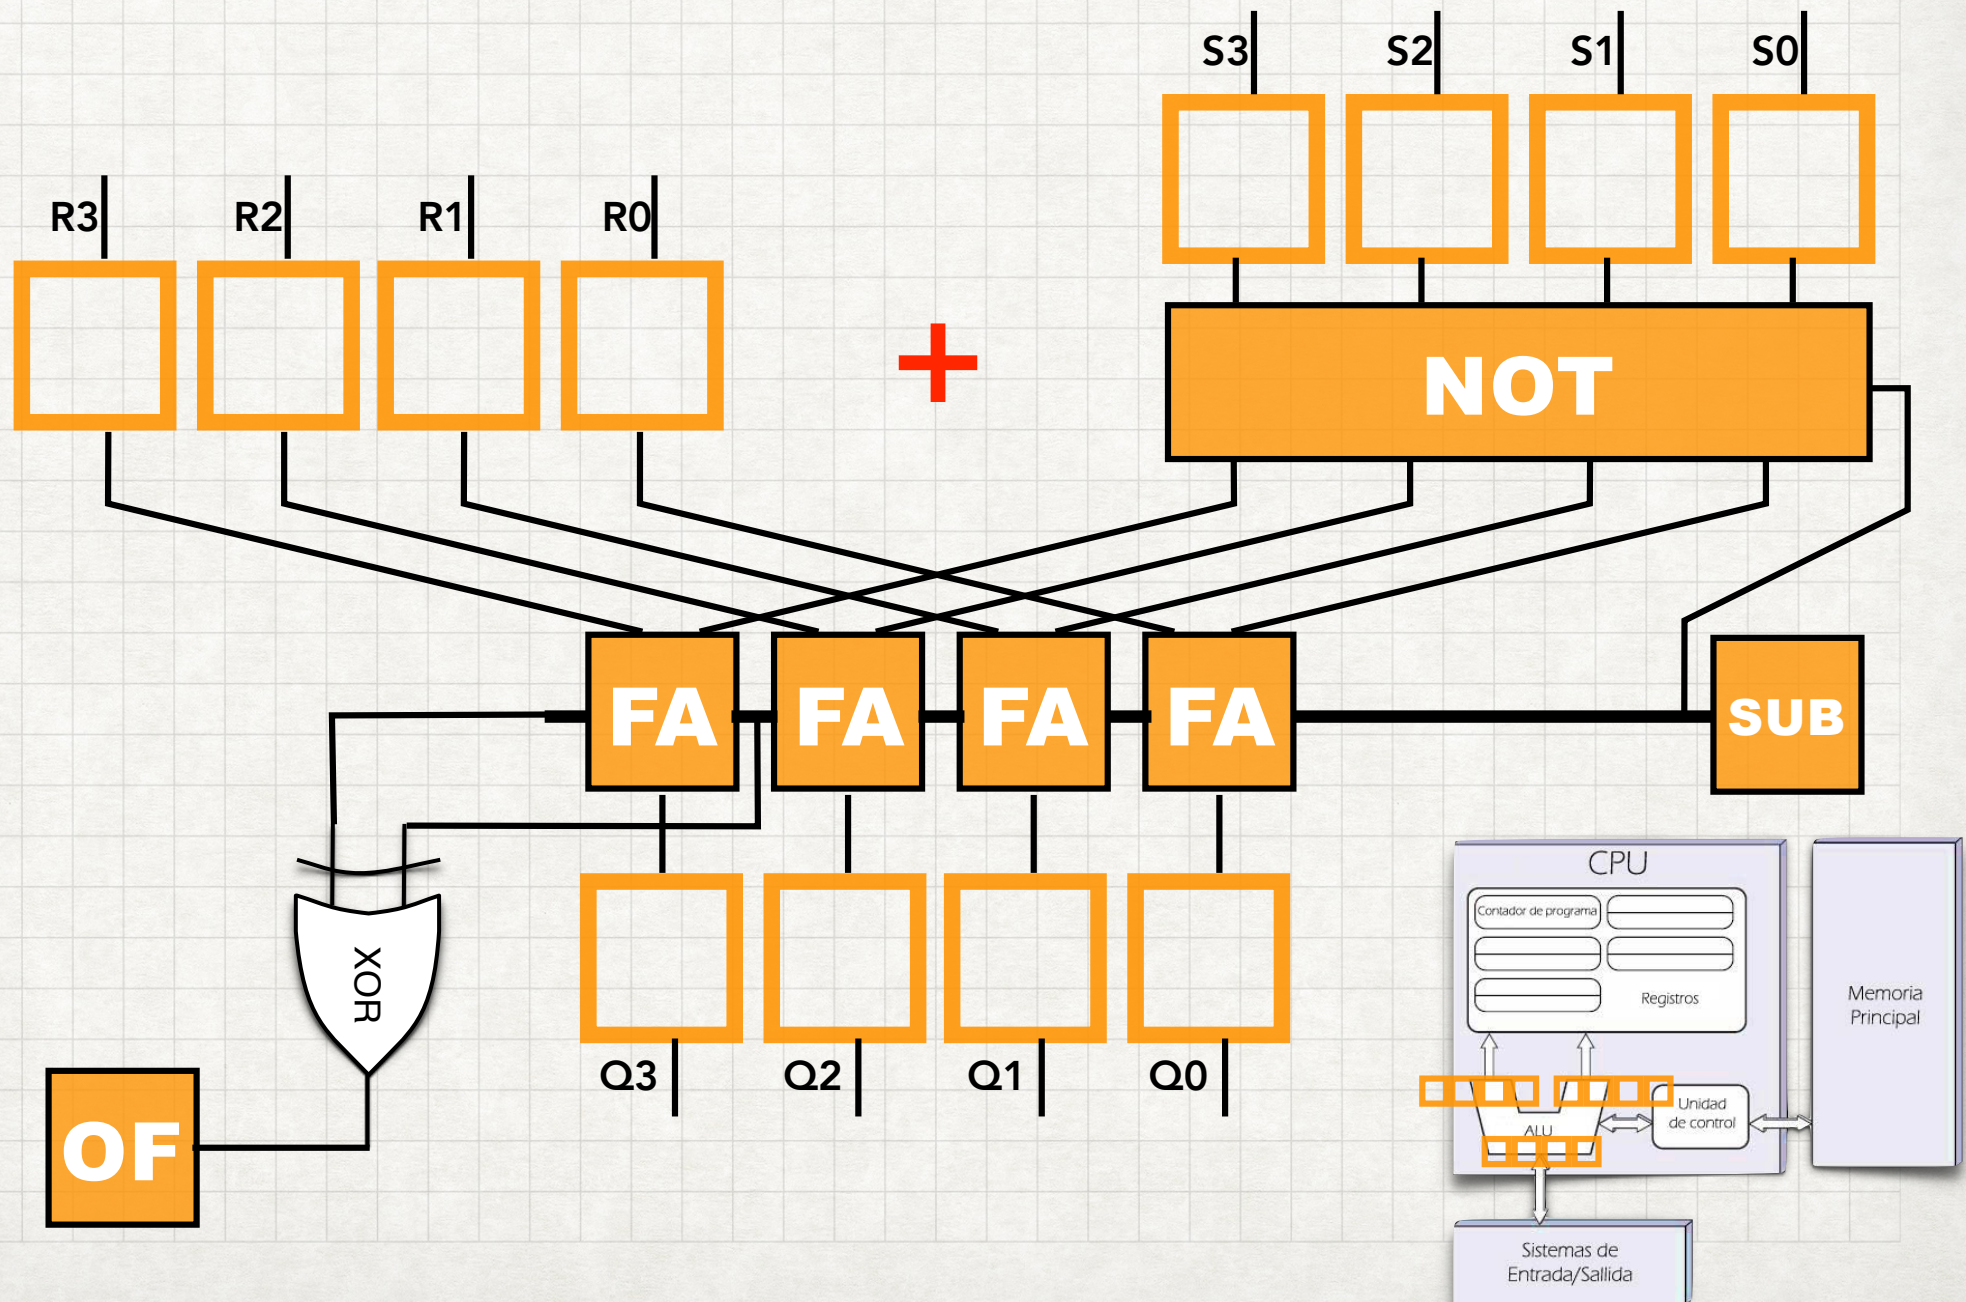 S3 S2 S1 S0
R3 R2 R1 R0
+
NOT
FA FA FA FA SUB
XOR
Q3 Q2 Q1 Q0
OF
CPU
Contador de programa
Registros
Memoria
Principal
Unidad
de control
ALU
Sistemas de
Entrada/Sallida